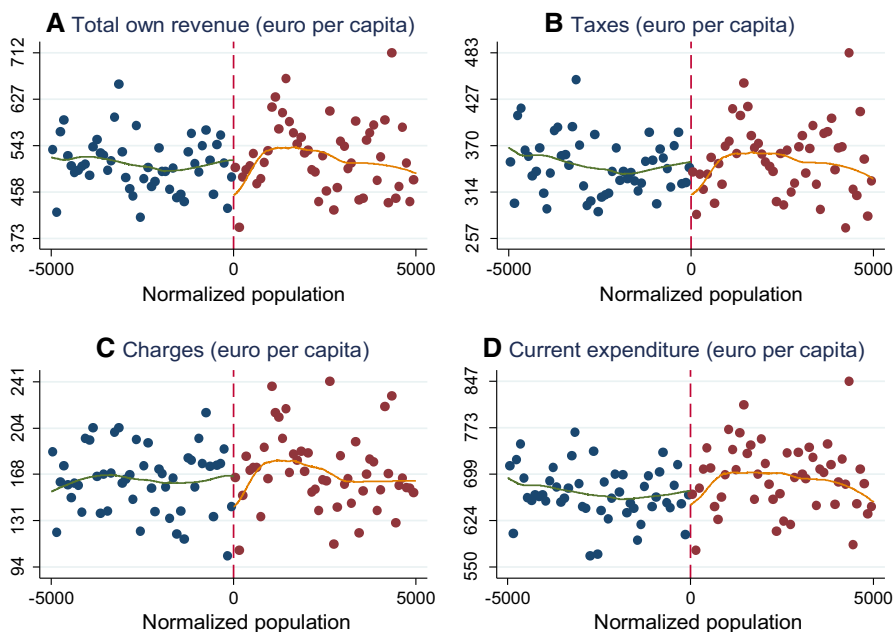 A Total own revenue (euro per capita)
712
627
543
458
373
-5000 0 5000
Normalized population
B Taxes (euro per capita)
483
427
370
314
257
-5000 0 5000
Normalized population
C Charges (euro per capita)
241
204
168
131
94
-5000 0 5000
Normalized population
D Current expenditure (euro per capita)
847
773
699
624
550
-5000 0 5000
Normalized population